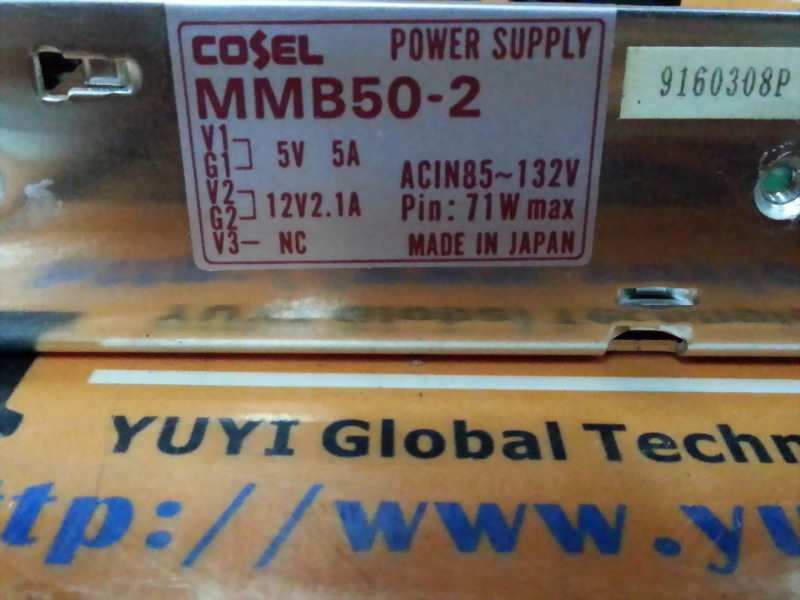 COSEL POWER SUPPLY
MMB50-2
V1
G1 5V 5A
V2
G2 12V2.1A
V3- NC
ACIN85~132V
Pin: 71W max
MADE IN JAPAN
9160308P
YUYI Global Techn
ttp://www.yu